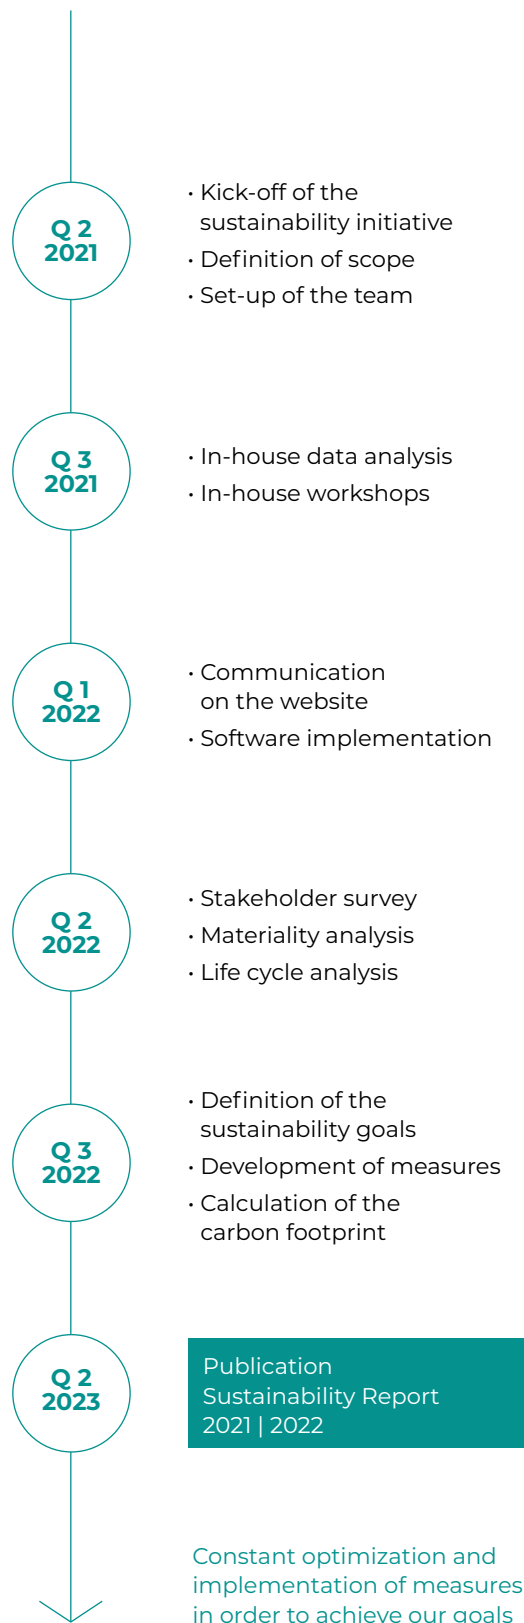 Q 2
2021
• Kick-off of the
sustainability initiative
• Definition of scope
• Set-up of the team
Q 3
2021
• In-house data analysis
• In-house workshops
Q 1
2022
• Communication
on the website
• Software implementation
Q 2
2022
• Stakeholder survey
• Materiality analysis
• Life cycle analysis
Q 3
2022
• Definition of the
sustainability goals
• Development of measures
• Calculation of the
carbon footprint
Q 2
2023
Publication
Sustainability Report
2021 | 2022
Constant optimization and
implementation of measures
in order to achieve our goals